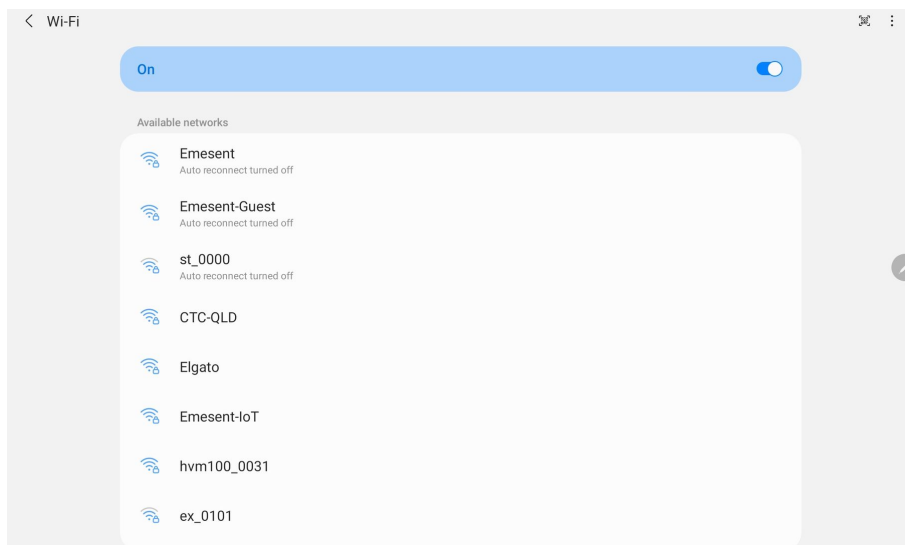 Wi-Fi
On
Available networks
Emesent
Auto reconnect turned off
Emesent-Guest
Auto reconnect turned off
st_0000
Auto reconnect turned off
CTC-QLD
Elgato
Emesent-IoT
hvm100_0031
ex_0101